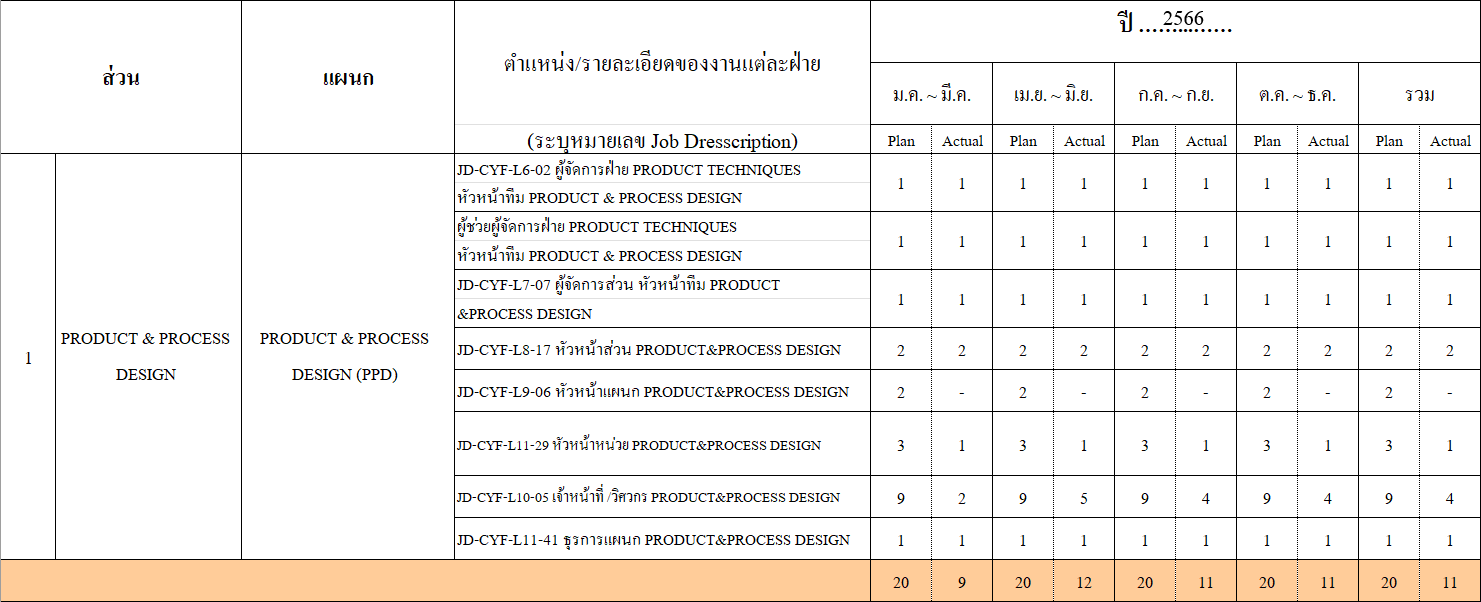 ปี ......2566......
ส่วน แผนก ตำแหน่ง/รายละเอียดของงานแต่ละฝ่าย
ม.ค. ~ มี.ค. เม.ย. ~ มิ.ย. ก.ค. ~ ก.ย. ต.ค. ~ ธ.ค. รวม
(ระบุหมายเลข Job Dresscription) Plan Actual Plan Actual Plan Actual Plan Actual Plan Actual
JD-CYF-L6-02 ผู้จัดการฝ่าย PRODUCT TECHNIQUES
หัวหน้าทีม PRODUCT & PROCESS DESIGN
1 1 1 1 1 1 1 1 1 1
ผู้ช่วยผู้จัดการฝ่าย PRODUCT TECHNIQUES
หัวหน้าทีม PRODUCT & PROCESS DESIGN
1 1 1 1 1 1 1 1 1 1
JD-CYF-L7-07 ผู้จัดการส่วน หัวหน้าทีม PRODUCT
&PROCESS DESIGN
1 1 1 1 1 1 1 1 1 1
1
PRODUCT & PROCESS
DESIGN
PRODUCT & PROCESS
DESIGN (PPD)
JD-CYF-L8-17 หัวหน้าส่วน PRODUCT&PROCESS DESIGN 2 2 2 2 2 2 2 2 2 2
JD-CYF-L9-06 หัวหน้าแผนก PRODUCT&PROCESS DESIGN 2 - 2 - 2 - 2 - 2 -
JD-CYF-L11-29 หัวหน้าหน่วย PRODUCT&PROCESS DESIGN 3 1 3 1 3 1 3 1 3 1
JD-CYF-L10-05 เจ้าหน้าที่ /วิศวกร PRODUCT&PROCESS DESIGN 9 2 9 5 9 4 9 4 9 4
JD-CYF-L11-41 ธุรการแผนก PRODUCT&PROCESS DESIGN 1 1 1 1 1 1 1 1 1 1
20 9 20 12 20 11 20 11 20 11